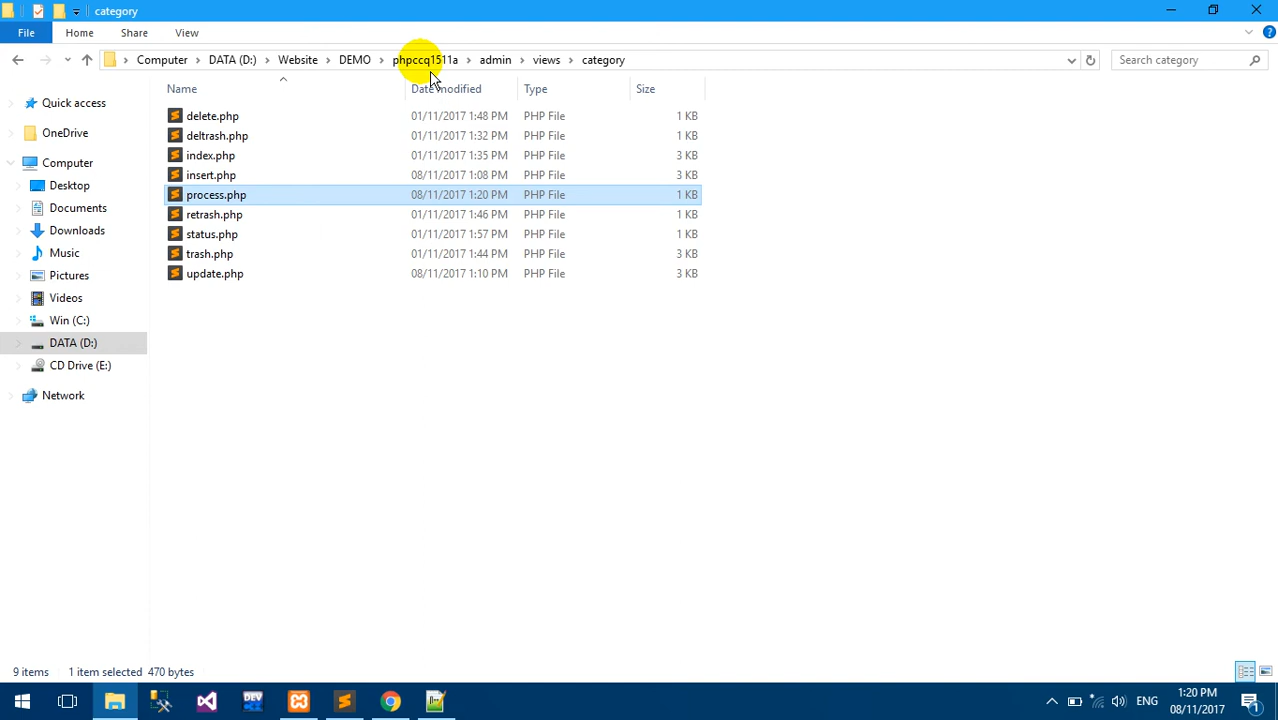 category
File Home Share View
Computer DATA (D:) Website DEMO phpccq1511a admin views category Search category
Name Date modified Type Size
Quick access
OneDrive
Computer
Desktop
Documents
Downloads
Music
Pictures
Videos
Win (C:)
DATA (D:)
CD Drive (E:)
Network
delete.php 01/11/2017 1:48 PM PHP File 1 KB
deltrash.php 01/11/2017 1:32 PM PHP File 1 KB
index.php 01/11/2017 1:35 PM PHP File 3 KB
insert.php 08/11/2017 1:08 PM PHP File 3 KB
process.php 08/11/2017 1:20 PM PHP File 1 KB
retrash.php 01/11/2017 1:46 PM PHP File 1 KB
status.php 01/11/2017 1:57 PM PHP File 1 KB
trash.php 01/11/2017 1:44 PM PHP File 3 KB
update.php 08/11/2017 1:10 PM PHP File 3 KB
9 items 1 item selected 470 bytes
DEV
ENG
1:20 PM
08/11/2017
1